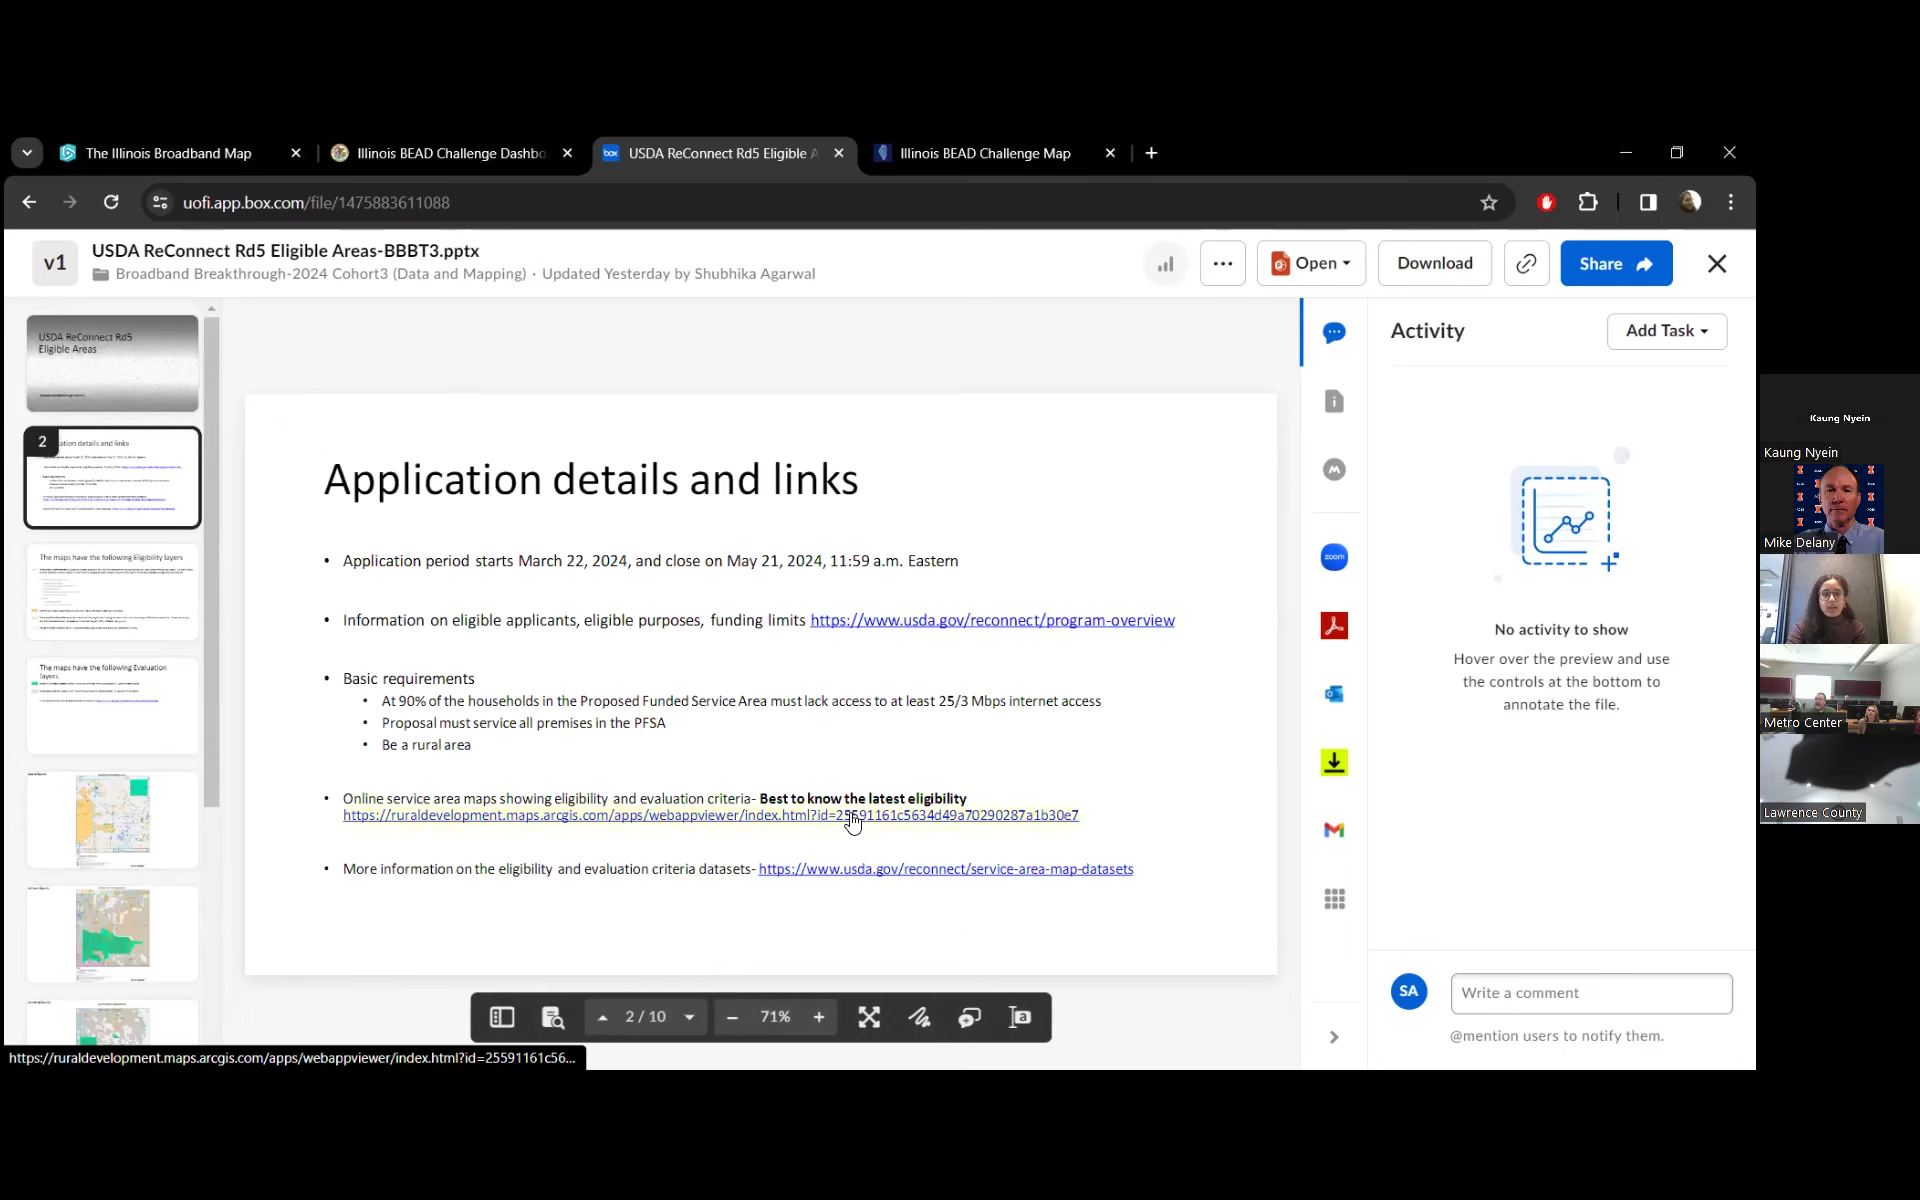 The Illinois Broadband Map
Illinois BEAD Challenge Dashbo
USDA ReConnect Rd5 Eligible A
Illinois BEAD Challenge Map
uofi.app.box.com/file/1475883611088
v1
USDA ReConnect Rd5 Eligible Areas-BBBT3.pptx
Broadband Breakthrough-2024 Cohort3 (Data and Mapping) · Updated Yesterday by Shubhika Agarwal
Open
Download
Share
USDA ReConnect Rd5
Eligible Areas
2
ation details and links
The maps have the following Eligibility layers
The maps have the following Evaluation
layers
Application details and links
• Application period starts March 22, 2024, and close on May 21, 2024, 11:59 a.m. Eastern
• Information on eligible applicants, eligible purposes, funding limits https://www.usda.gov/reconnect/program-overview
• Basic requirements
• At 90% of the households in the Proposed Funded Service Area must lack access to at least 25/3 Mbps internet access
• Proposal must service all premises in the PFSA
• Be a rural area
• Online service area maps showing eligibility and evaluation criteria- Best to know the latest eligibility
https://ruraldevelopment.maps.arcgis.com/apps/webappviewer/index.html?id=25591161c5634d49a70290287a1b30e7
• More information on the eligibility and evaluation criteria datasets- https://www.usda.gov/reconnect/service-area-map-datasets
2 / 10
71%
https://ruraldevelopment.maps.arcgis.com/apps/webappviewer/index.html?id=25591161c56...
zoom
Activity
Add Task
No activity to show
Hover over the preview and use
the controls at the bottom to
annotate the file.
SA
Write a comment
@mention users to notify them.
Kaung Nyein
Kaung Nyein
Mike Delany
Metro Center
Lawrence County